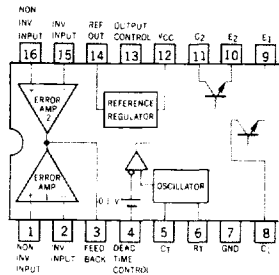 NON INV INPUT
INV INPUT
REF OUT
OUTPUT CONTROL
VCC
C2
E2
E1
16 15 14 13 12 11 10 9
ERROR AMP 2
REFERENCE REGULATOR
ERROR AMP
OSCILLATOR
0.1 V
1 2 3 4 5 6 7 8
NON INV INPUT
INV INPUT
FEED BACK
DEAD TIME CONTROL
CT
RT
GND
C1